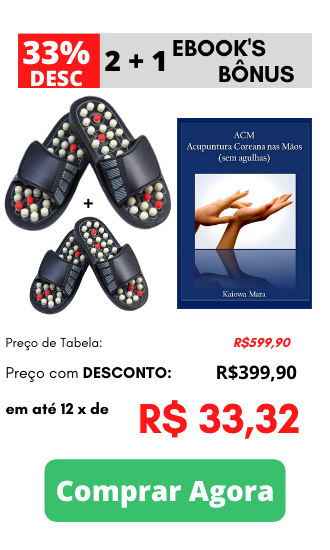 33%
DESC
2 + 1
EBOOK'S
BÔNUS
+
ACM
Acupuntura Coreana nas Mãos
(sem agulhas)
Kaiowa Mara
Preço de Tabela:
R$599,90
Preço com DESCONTO:
R$399,90
em até 12 x de
R$ 33,32
Comprar Agora